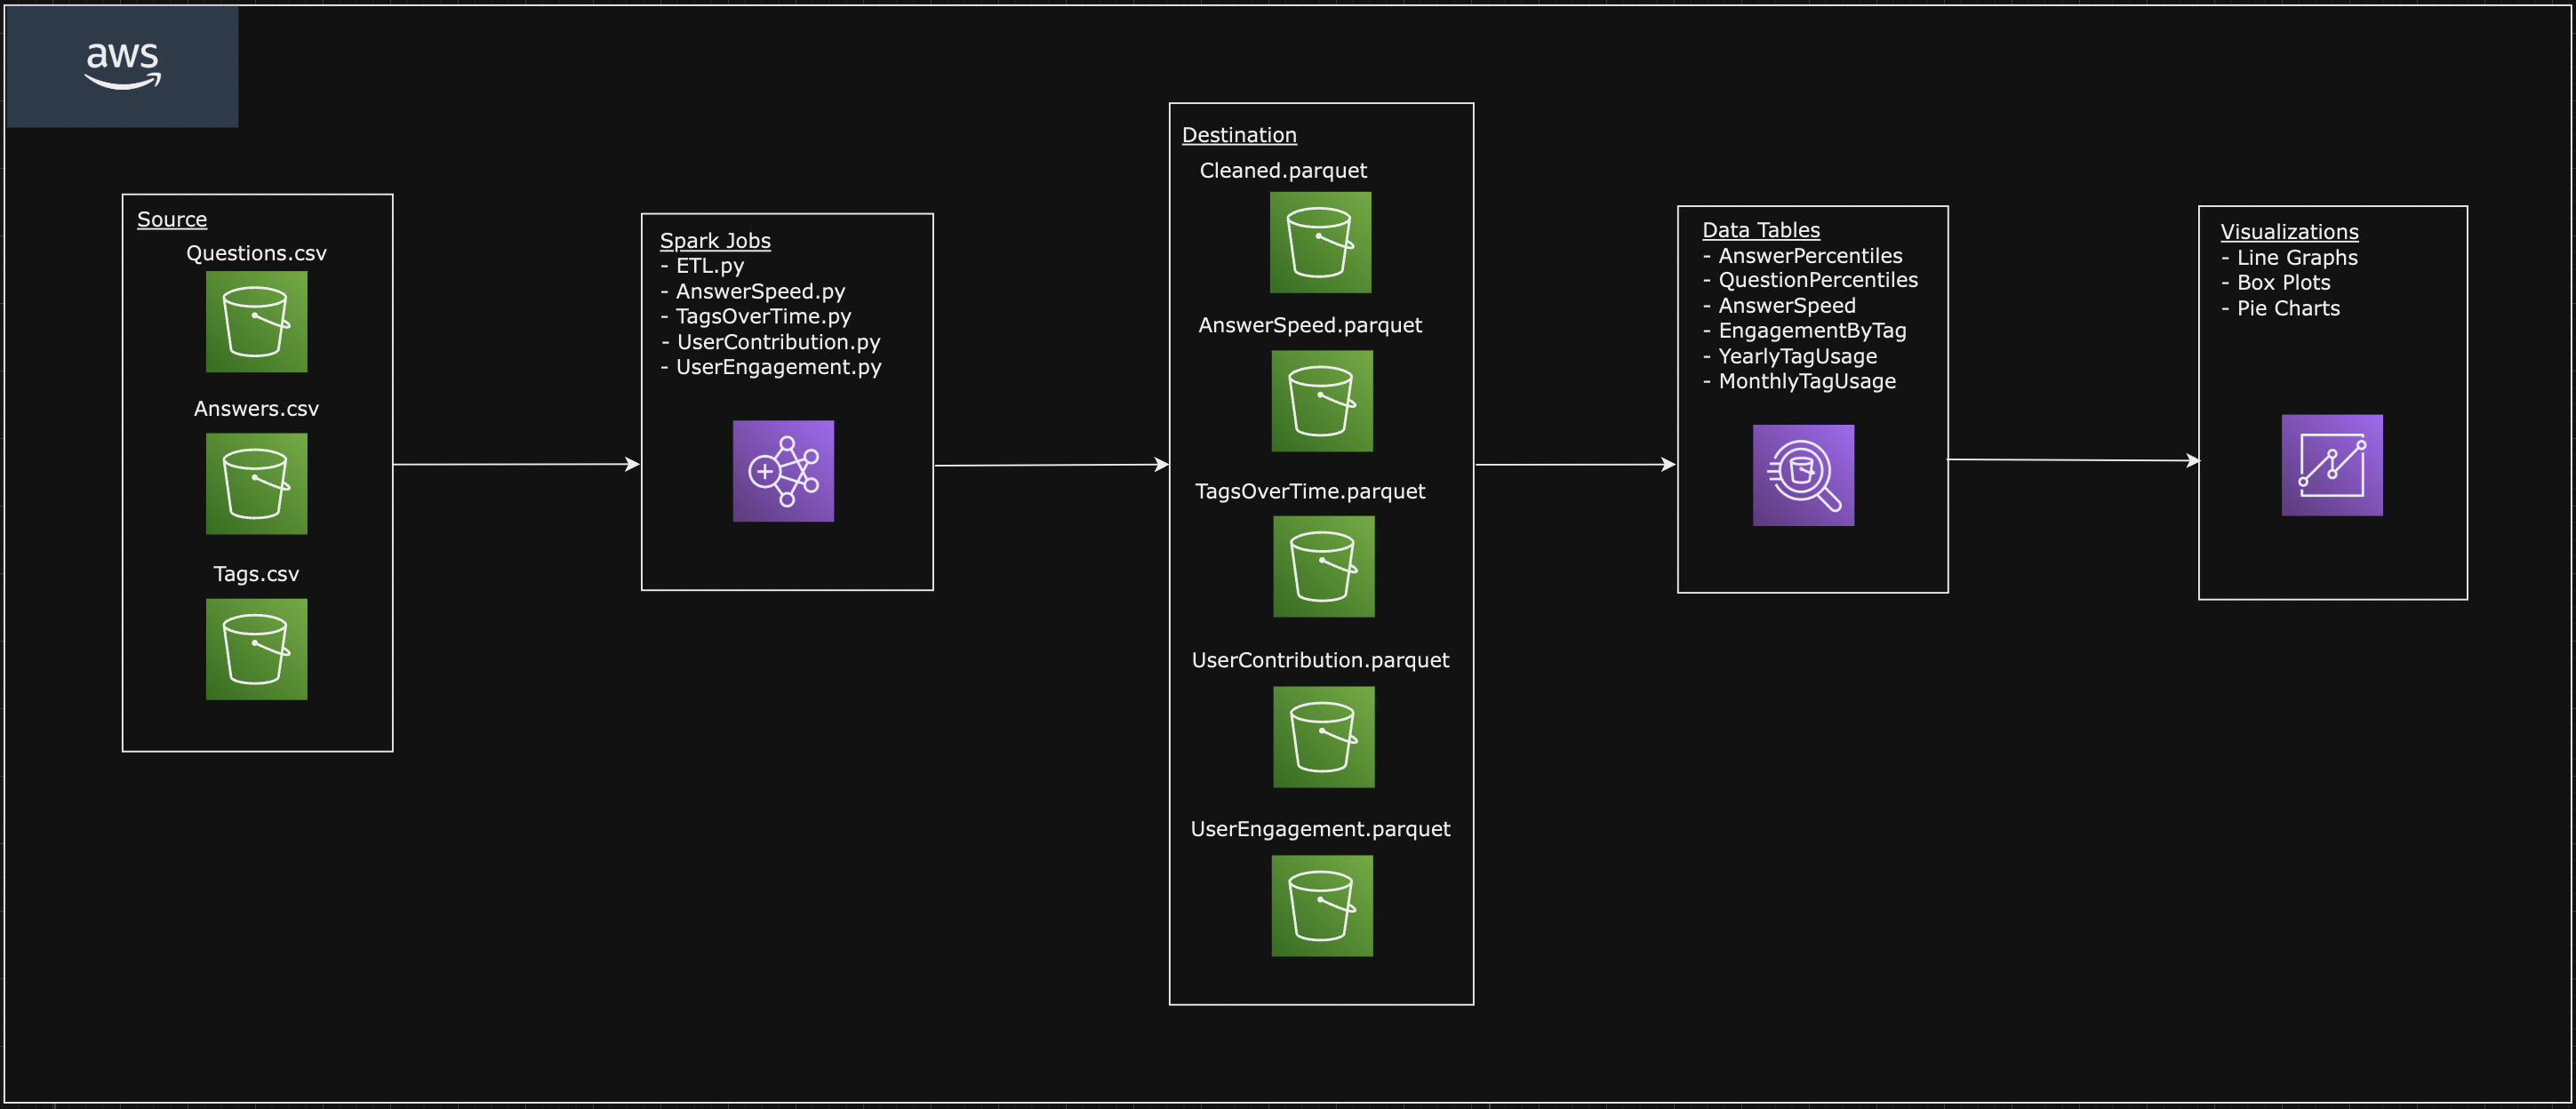 aws
Source
Questions.csv
Answers.csv
Tags.csv
Spark Jobs
- ETL.py
- AnswerSpeed.py
- TagsOverTime.py
- UserContribution.py
- UserEngagement.py
Destination
Cleaned.parquet
AnswerSpeed.parquet
TagsOverTime.parquet
UserContribution.parquet
UserEngagement.parquet
Data Tables
- AnswerPercentiles
- QuestionPercentiles
- AnswerSpeed
- EngagementByTag
- YearlyTagUsage
- MonthlyTagUsage
Visualizations
- Line Graphs
- Box Plots
- Pie Charts